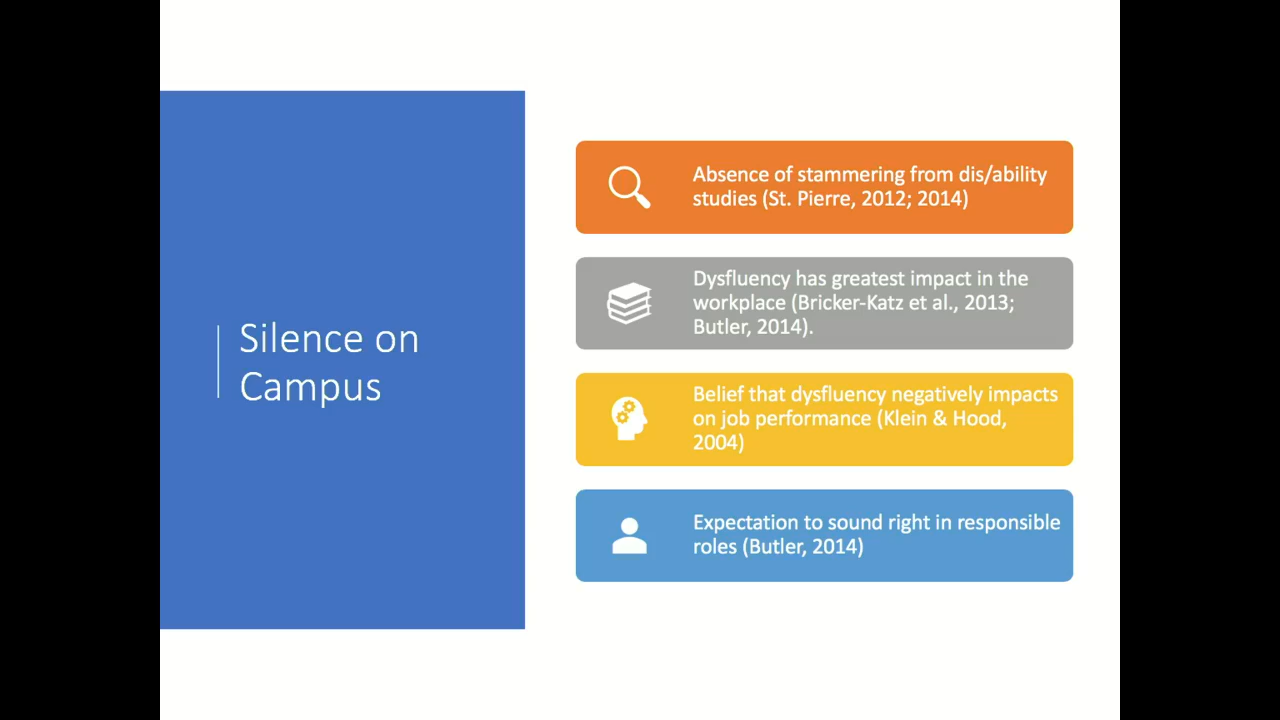 Silence on
Campus
Absence of stammering from dis/ability
studies (St. Pierre, 2012; 2014)
Dysfluency has greatest impact in the
workplace (Bricker-Katz et al., 2013;
Butler, 2014).
Belief that dysfluency negatively impacts
on job performance (Klein & Hood,
2004)
Expectation to sound right in responsible
roles (Butler, 2014)